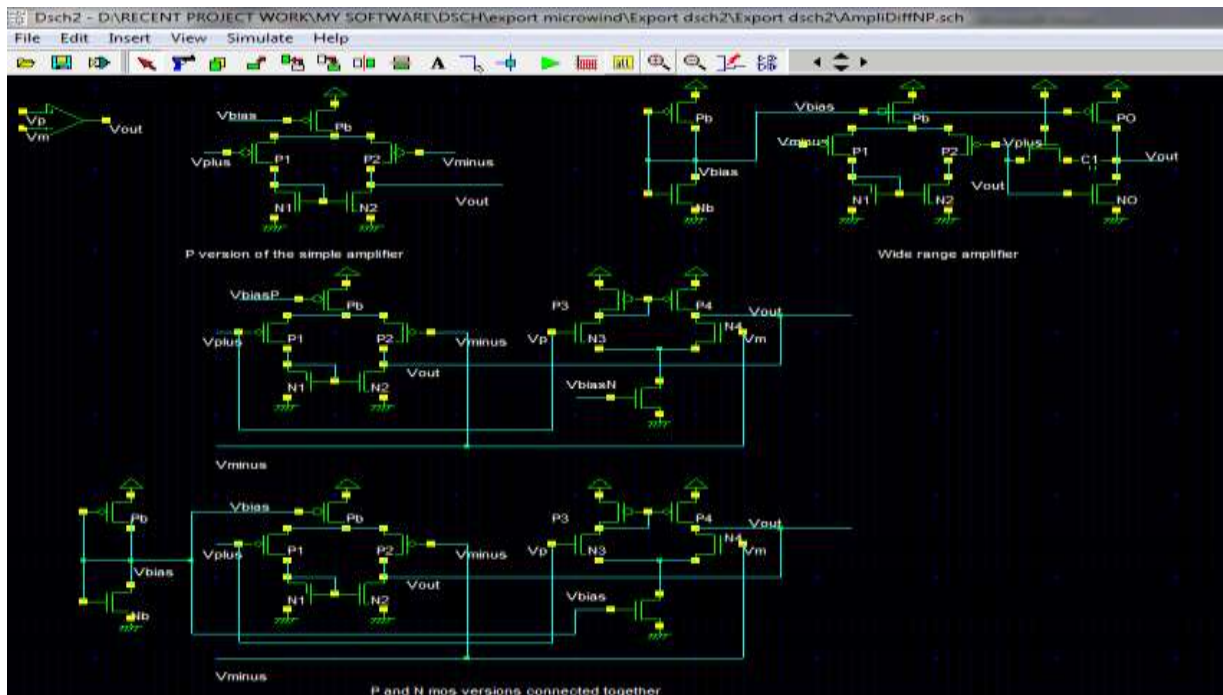 Dsch2 - D:\RECENT PROJECT WORK\MY SOFTWARE\DSCH\export microwind\Export dsch2\Export dsch2\AmpliDiffNP.sch
File Edit Insert View Simulate Help
Vp
Vm
Vout
Vbias
Pb
Vplus
P1
P2
Vminus
N1
N2
Vout
P version of the simple amplifier
Pb
Vbias
Nb
Vbias
Pb
PO
Vminus
P1
P2
Vplus
C1
Vout
Vout
N1
N2
NO
Wide range amplifier
VbiasP
Pb
Vplus
P1
P2
Vminus
N1
N2
Vout
P3
P4
Vout
Vp
N3
N4
Vm
VbiasN
Vminus
Pb
Vbias
Nb
Vbias
Pb
Vplus
P1
P2
Vminus
N1
N2
Vout
P3
P4
Vout
Vp
N3
N4
Vm
Vbias
Vminus
P and N mos versions connected together